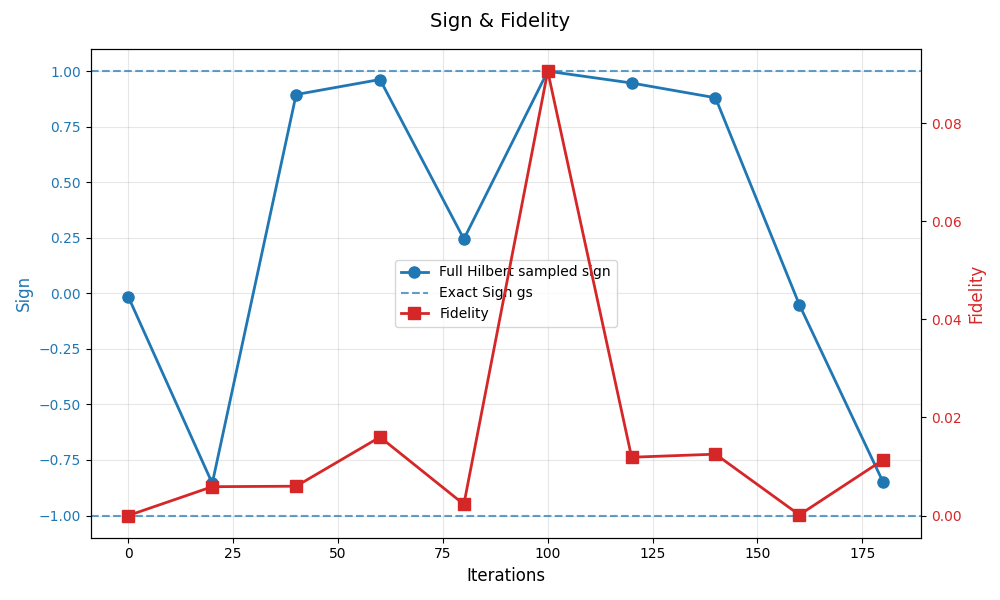 Sign & Fidelity
1.00
0.75
0.50
0.25
0.00
−0.25
−0.50
−0.75
−1.00
Sign
Full Hilbert sampled sign
Exact Sign gs
Fidelity
0.08
0.06
0.04
0.02
0.00
Fidelity
0 25 50 75 100 125 150 175
Iterations